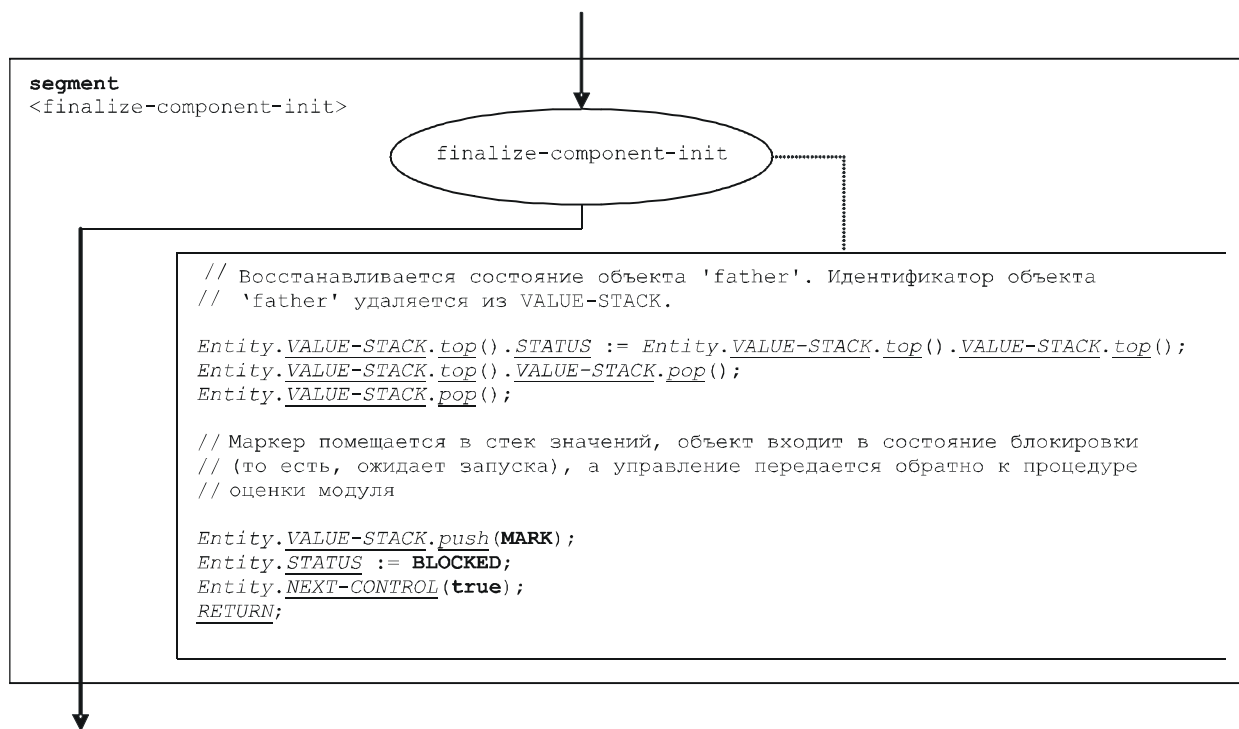 segment
<finalize-component-init>
finalize-component-init
// Восстанавливается состояние объекта 'father'. Идентификатор объекта
// 'father' удаляется из VALUE-STACK.
Entity.VALUE-STACK.top().STATUS := Entity.VALUE-STACK.top().VALUE-STACK.top();
Entity.VALUE-STACK.top().VALUE-STACK.pop();
Entity.VALUE-STACK.pop();
// Маркер помещается в стек значений, объект входит в состояние блокировки
// (то есть, ожидает запуска), а управление передается обратно к процедуре
// оценки модуля
Entity.VALUE-STACK.push(MARK);
Entity.STATUS := BLOCKED;
Entity.NEXT-CONTROL(true);
RETURN;